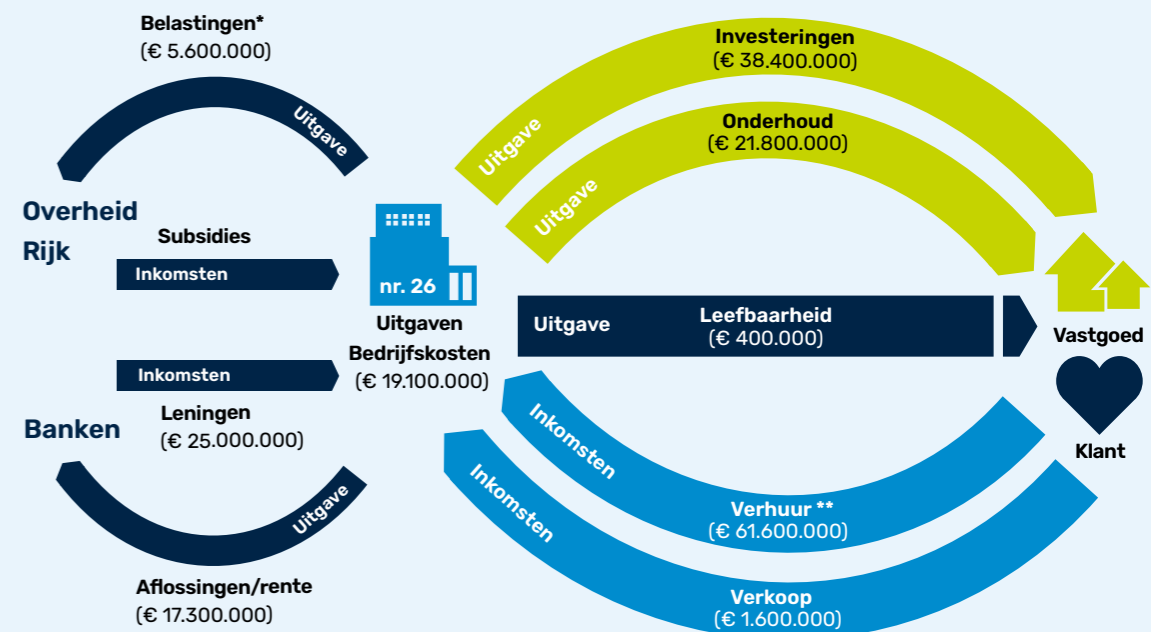 Belastingen*
(€ 5.600.000)
Uitgave
Overheid
Rijk
Subsidies
Inkomsten
Inkomsten
Leningen
(€ 25.000.000)
Banken
Uitgave
Aflossingen/rente
(€ 17.300.000)
nr. 26
Uitgaven
Bedrijfskosten
(€ 19.100.000)
Investeringen
(€ 38.400.000)
Uitgave
Onderhoud
(€ 21.800.000)
Uitgave
Uitgave
Leefbaarheid
(€ 400.000)
Vastgoed
Klant
Inkomsten
Verhuur **
(€ 61.600.000)
Inkomsten
Verkoop
(€ 1.600.000)